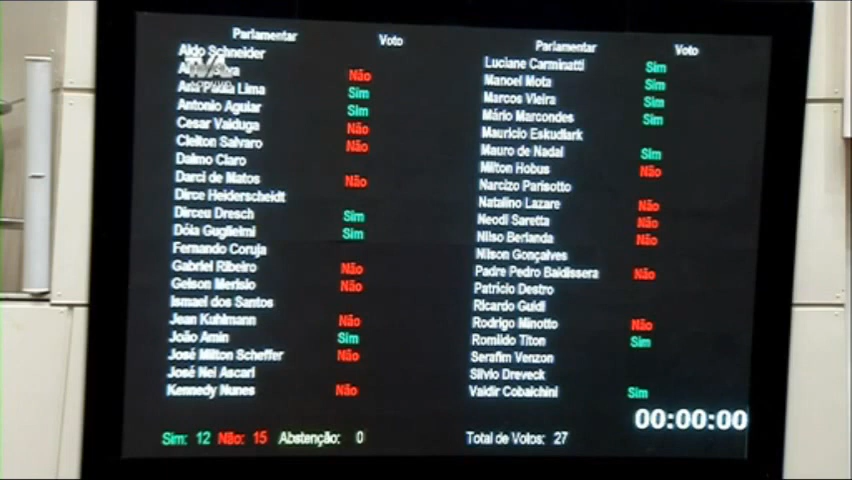 Parlamentar Voto
Aldo Schneider
Não
Ana Paula Lima Sim
Antonio Aguiar Sim
Cesar Valduga Não
Cleiton Salvaro Não
Dalmo Claro
Darci de Matos Não
Dirce Heiderscheidt
Dirceu Dresch Sim
Dóia Guglielmi Sim
Fernando Coruja
Gabriel Ribeiro Não
Gelson Merisio Não
Ismael dos Santos
Jean Kuhlmann Não
João Amin Sim
José Milton Scheffer Não
José Nei Ascari
Kennedy Nunes Não
Parlamentar Voto
Luciane Carminatti Sim
Manoel Mota Sim
Marcos Vieira Sim
Mário Marcondes Sim
Mauricio Eskudlark
Mauro de Nadal Sim
Milton Hobus Não
Narcizo Parisotto
Natalino Lazare Não
Neodi Saretta Não
Nilso Berlanda Não
Nilson Gonçalves
Padre Pedro Baldissera Não
Patrício Destro
Ricardo Guidi
Rodrigo Minotto Não
Romildo Titon Sim
Serafim Venzon
Silvio Dreveck
Valdir Cobalchini Sim
00:00:00
Sim: 12 Não: 15 Abstenção: 0 Total de Votos: 27